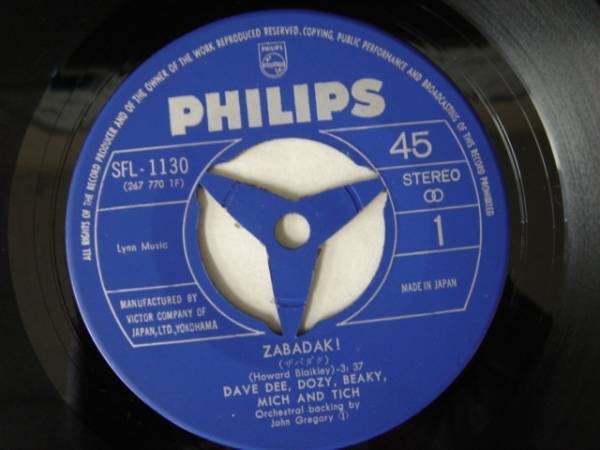 ALL RIGHTS OF THE RECORD PRODUCER AND OF THE OWNER OF THE WORK REPRODUCED RESERVED. COPYING, PUBLIC PERFORMANCE AND BROADCASTING OF THIS RECORD PROHIBITED
PHILIPS
PHILIPS
SFL-1130
(267 770 1F)
45
STEREO
Lynn Music
1
MANUFACTURED BY
VICTOR COMPANY OF
JAPAN, LTD., YOKOHAMA
MADE IN JAPAN
ZABADAK!
(ザバダク)
(Howard Blaikley)-3:37
DAVE DEE, DOZY, BEAKY,
MICH AND TICH
Orchestral backing by
John Gregory (1)